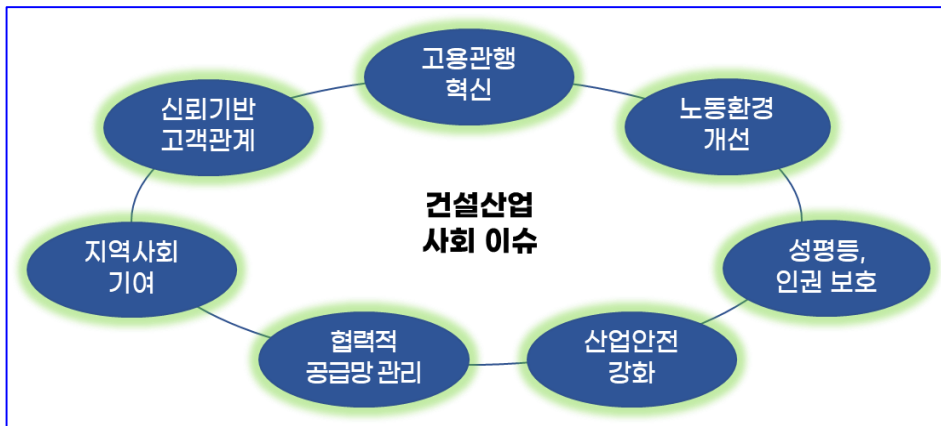 고용관행
혁신
신뢰기반
고객관계
노동환경
개선
건설산업
사회 이슈
지역사회
기여
성평등,
인권 보호
협력적
공급망 관리
산업안전
강화